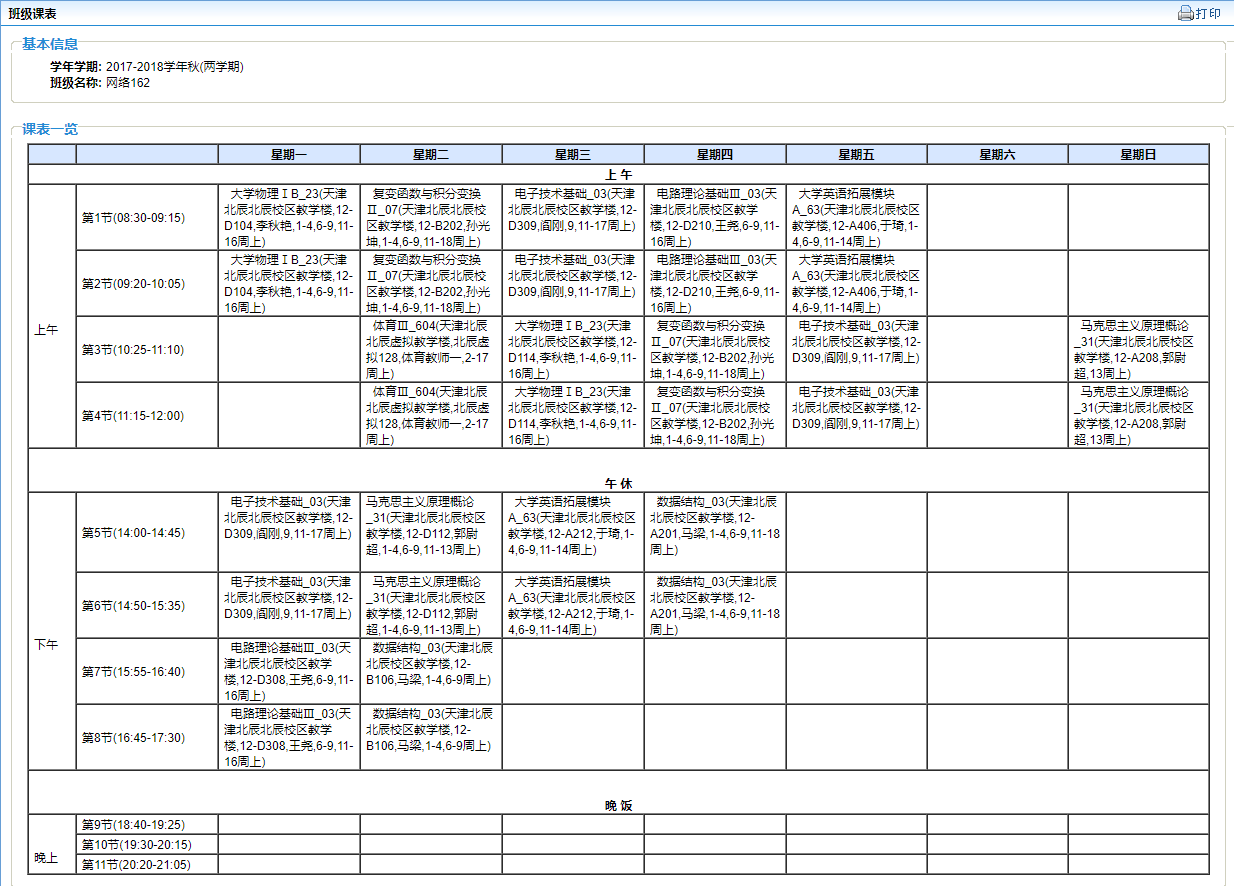 班级课表
打印
基本信息
学年学期: 2017-2018学年秋(两学期)
班级名称: 网络162
课表一览
星期一
星期二
星期三
星期四
星期五
星期六
星期日
上 午
上午
第1节(08:30-09:15)
大学物理ⅠB_23(天津
北辰北辰校区教学楼,12-
D104,李秋艳,1-4,6-9,11-
16周上)
复变函数与积分变换
Ⅱ_07(天津北辰北辰校
区教学楼,12-B202,孙光
坤,1-4,6-9,11-18周上)
电子技术基础_03(天津
北辰北辰校区教学楼,12-
D309,阎刚,9,11-17周上)
电路理论基础Ⅲ_03(天
津北辰北辰校区教学
楼,12-D210,王尧,6-9,11-
16周上)
大学英语拓展模块
A_63(天津北辰北辰校区
教学楼,12-A406,于琦,1-
4,6-9,11-14周上)
第2节(09:20-10:05)
大学物理ⅠB_23(天津
北辰北辰校区教学楼,12-
D104,李秋艳,1-4,6-9,11-
16周上)
复变函数与积分变换
Ⅱ_07(天津北辰北辰校
区教学楼,12-B202,孙光
坤,1-4,6-9,11-18周上)
电子技术基础_03(天津
北辰北辰校区教学楼,12-
D309,阎刚,9,11-17周上)
电路理论基础Ⅲ_03(天
津北辰北辰校区教学
楼,12-D210,王尧,6-9,11-
16周上)
大学英语拓展模块
A_63(天津北辰北辰校区
教学楼,12-A406,于琦,1-
4,6-9,11-14周上)
第3节(10:25-11:10)
体育Ⅲ_604(天津北辰
北辰虚拟教学楼,北辰虚
拟128,体育教师一,2-17
周上)
大学物理ⅠB_23(天津
北辰北辰校区教学楼,12-
D114,李秋艳,1-4,6-9,11-
16周上)
复变函数与积分变换
Ⅱ_07(天津北辰北辰校
区教学楼,12-B202,孙光
坤,1-4,6-9,11-18周上)
电子技术基础_03(天津
北辰北辰校区教学楼,12-
D309,阎刚,9,11-17周上)
马克思主义原理概论
_31(天津北辰北辰校区
教学楼,12-A208,郭尉
超,13周上)
第4节(11:15-12:00)
体育Ⅲ_604(天津北辰
北辰虚拟教学楼,北辰虚
拟128,体育教师一,2-17
周上)
大学物理ⅠB_23(天津
北辰北辰校区教学楼,12-
D114,李秋艳,1-4,6-9,11-
16周上)
复变函数与积分变换
Ⅱ_07(天津北辰北辰校
区教学楼,12-B202,孙光
坤,1-4,6-9,11-18周上)
电子技术基础_03(天津
北辰北辰校区教学楼,12-
D309,阎刚,9,11-17周上)
马克思主义原理概论
_31(天津北辰北辰校区
教学楼,12-A208,郭尉
超,13周上)
午 休
下午
第5节(14:00-14:45)
电子技术基础_03(天津
北辰北辰校区教学楼,12-
D309,阎刚,9,11-17周上)
马克思主义原理概论
_31(天津北辰北辰校区
教学楼,12-D112,郭尉
超,1-4,6-9,11-13周上)
大学英语拓展模块
A_63(天津北辰北辰校区
教学楼,12-A212,于琦,1-
4,6-9,11-14周上)
数据结构_03(天津北辰
北辰校区教学楼,12-
A201,马梁,1-4,6-9,11-18
周上)
第6节(14:50-15:35)
电子技术基础_03(天津
北辰北辰校区教学楼,12-
D309,阎刚,9,11-17周上)
马克思主义原理概论
_31(天津北辰北辰校区
教学楼,12-D112,郭尉
超,1-4,6-9,11-13周上)
大学英语拓展模块
A_63(天津北辰北辰校区
教学楼,12-A212,于琦,1-
4,6-9,11-14周上)
数据结构_03(天津北辰
北辰校区教学楼,12-
A201,马梁,1-4,6-9,11-18
周上)
第7节(15:55-16:40)
电路理论基础Ⅲ_03(天
津北辰北辰校区教学
楼,12-D308,王尧,6-9,11-
16周上)
数据结构_03(天津北辰
北辰校区教学楼,12-
B106,马梁,1-4,6-9周上)
第8节(16:45-17:30)
电路理论基础Ⅲ_03(天
津北辰北辰校区教学
楼,12-D308,王尧,6-9,11-
16周上)
数据结构_03(天津北辰
北辰校区教学楼,12-
B106,马梁,1-4,6-9周上)
晚 饭
晚上
第9节(18:40-19:25)
第10节(19:30-20:15)
第11节(20:20-21:05)